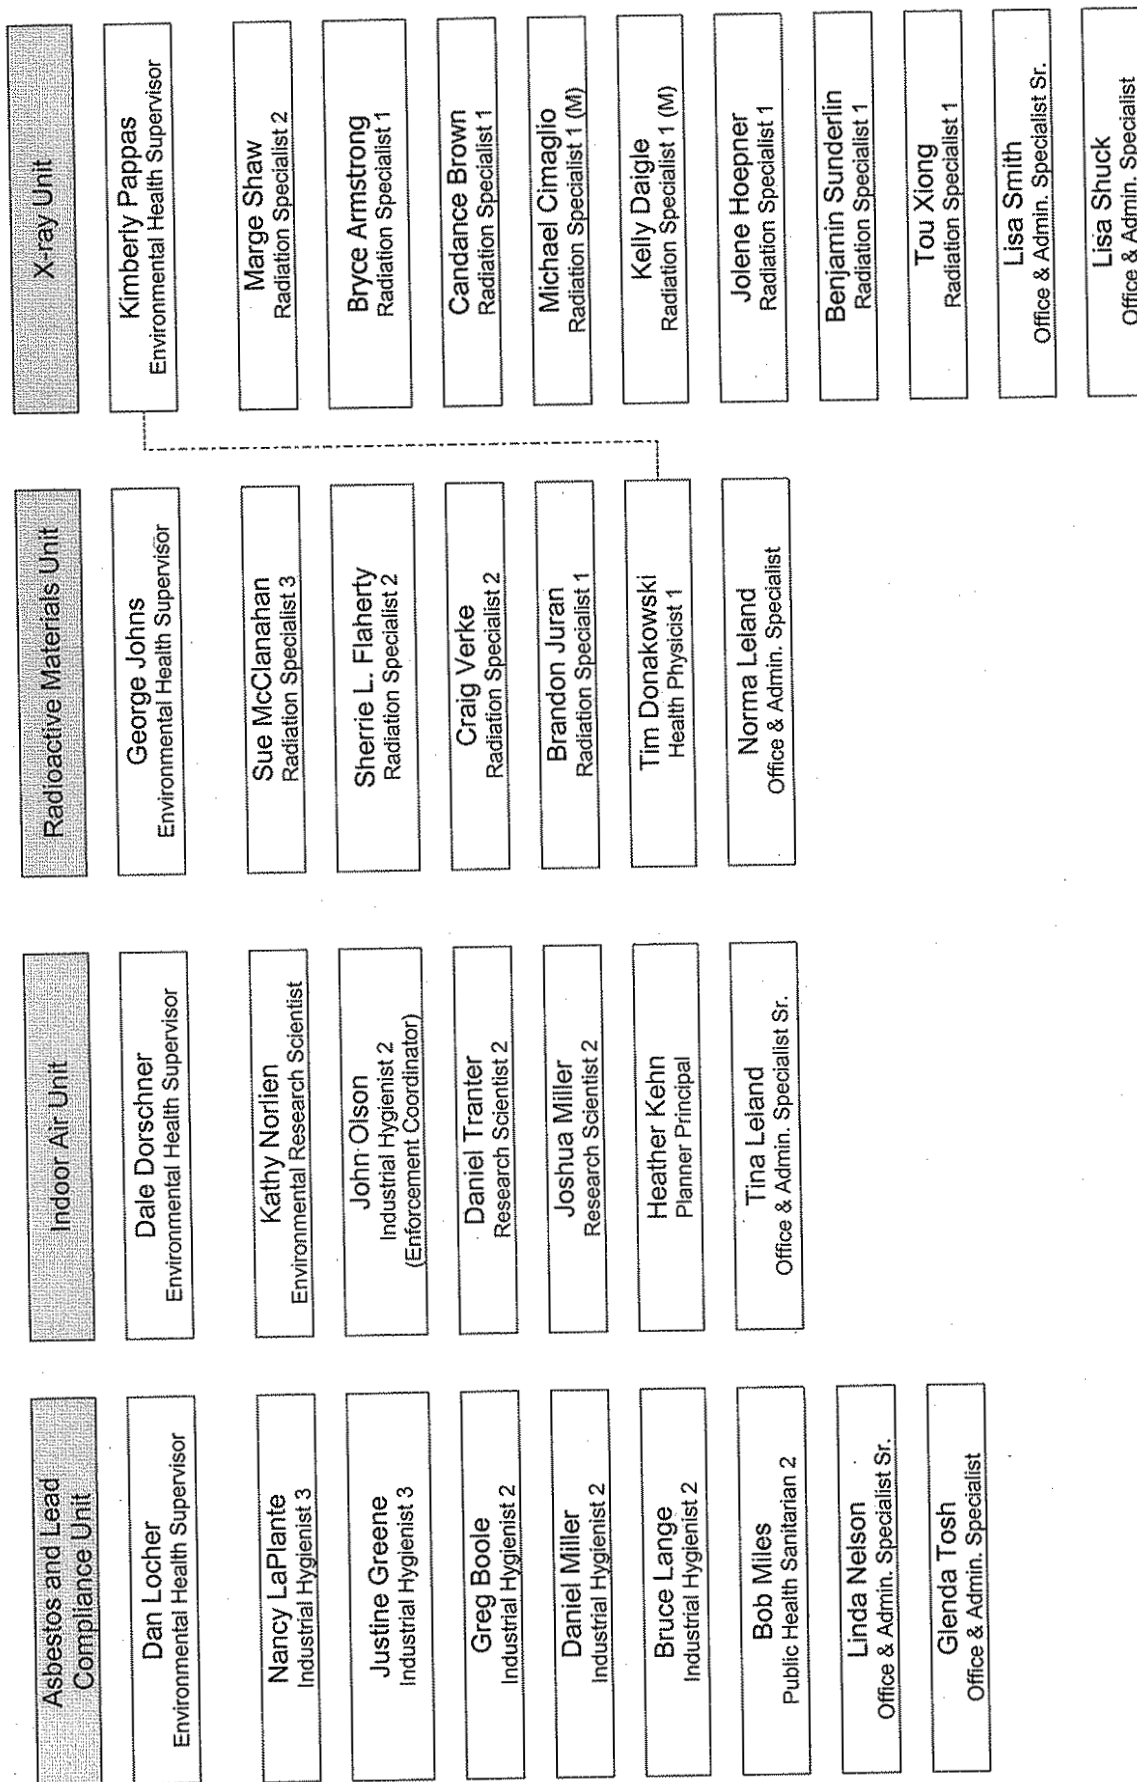 Asbestos and Lead
Compliance Unit
Dan Locher
Environmental Health Supervisor
Nancy LaPlante
Industrial Hygienist 3
Justine Greene
Industrial Hygienist 3
Greg Boole
Industrial Hygienist 2
Daniel Miller
Industrial Hygienist 2
Bruce Lange
Industrial Hygienist 2
Bob Miles
Public Health Sanitarian 2
Linda Nelson
Office & Admin. Specialist Sr.
Glenda Tosh
Office & Admin. Specialist
Indoor Air Unit
Dale Dorschner
Environmental Health Supervisor
Kathy Norlien
Environmental Research Scientist
John Olson
Industrial Hygienist 2
(Enforcement Coordinator)
Daniel Tranter
Research Scientist 2
Joshua Miller
Research Scientist 2
Heather Kehn
Planner Principal
Tina Leland
Office & Admin. Specialist Sr.
Radioactive Materials Unit
George Johns
Environmental Health Supervisor
Sue McClanahan
Radiation Specialist 3
Sherrie L. Flaherty
Radiation Specialist 2
Craig Verke
Radiation Specialist 2
Brandon Juran
Radiation Specialist 1
Tim Donakowski
Health Physicist 1
Norma Leland
Office & Admin. Specialist
X-ray Unit
Kimberly Pappas
Environmental Health Supervisor
Marge Shaw
Radiation Specialist 2
Bryce Armstrong
Radiation Specialist 1
Candance Brown
Radiation Specialist 1
Michael Cimaglio
Radiation Specialist 1 (M)
Kelly Daigle
Radiation Specialist 1 (M)
Jolene Hoepner
Radiation Specialist 1
Benjamin Sunderlin
Radiation Specialist 1
Tou Xiong
Radiation Specialist 1
Lisa Smith
Office & Admin. Specialist Sr.
Lisa Shuck
Office & Admin. Specialist